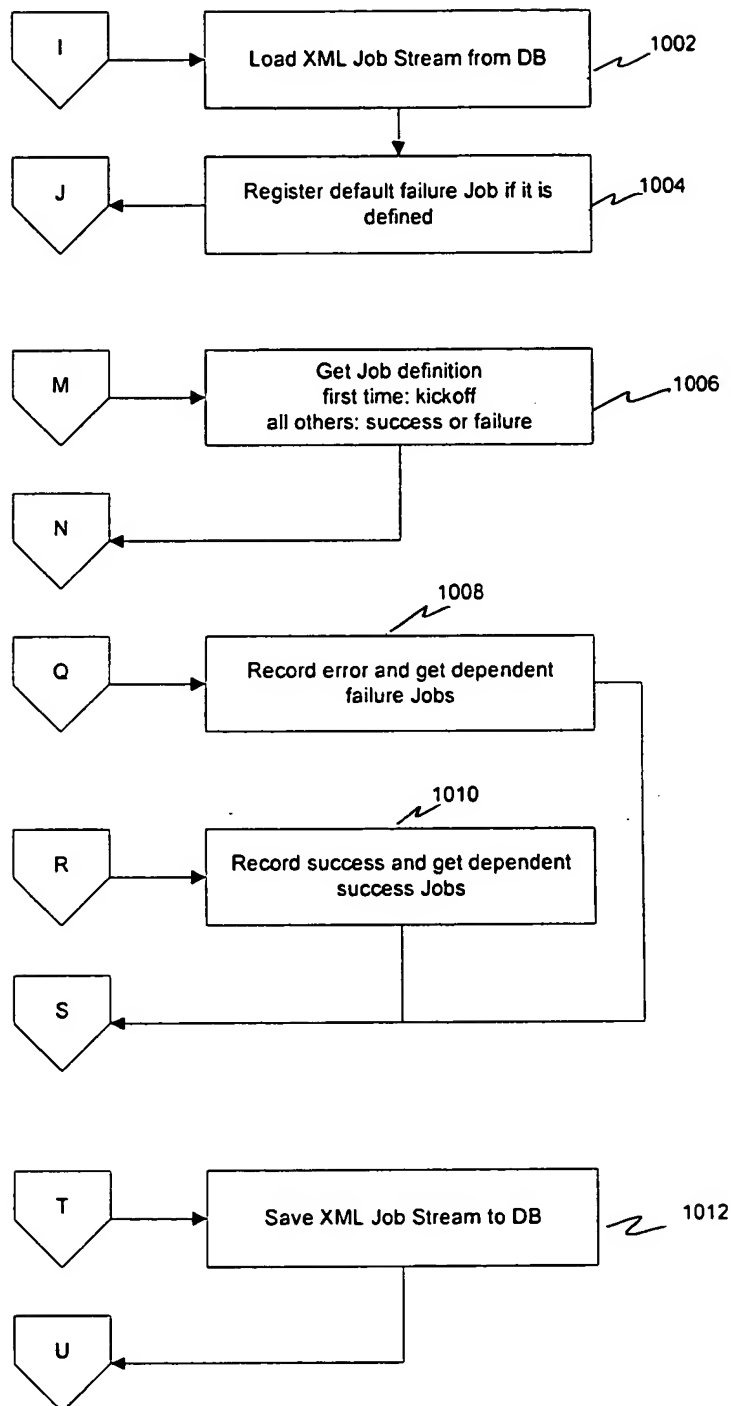 I
Load XML Job Stream from DB
1002
J
Register default failure Job if it is
defined
1004
M
Get Job definition
first time: kickoff
all others: success or failure
1006
N
1008
Q
Record error and get dependent
failure Jobs
1010
R
Record success and get dependent
success Jobs
S
T
Save XML Job Stream to DB
1012
U